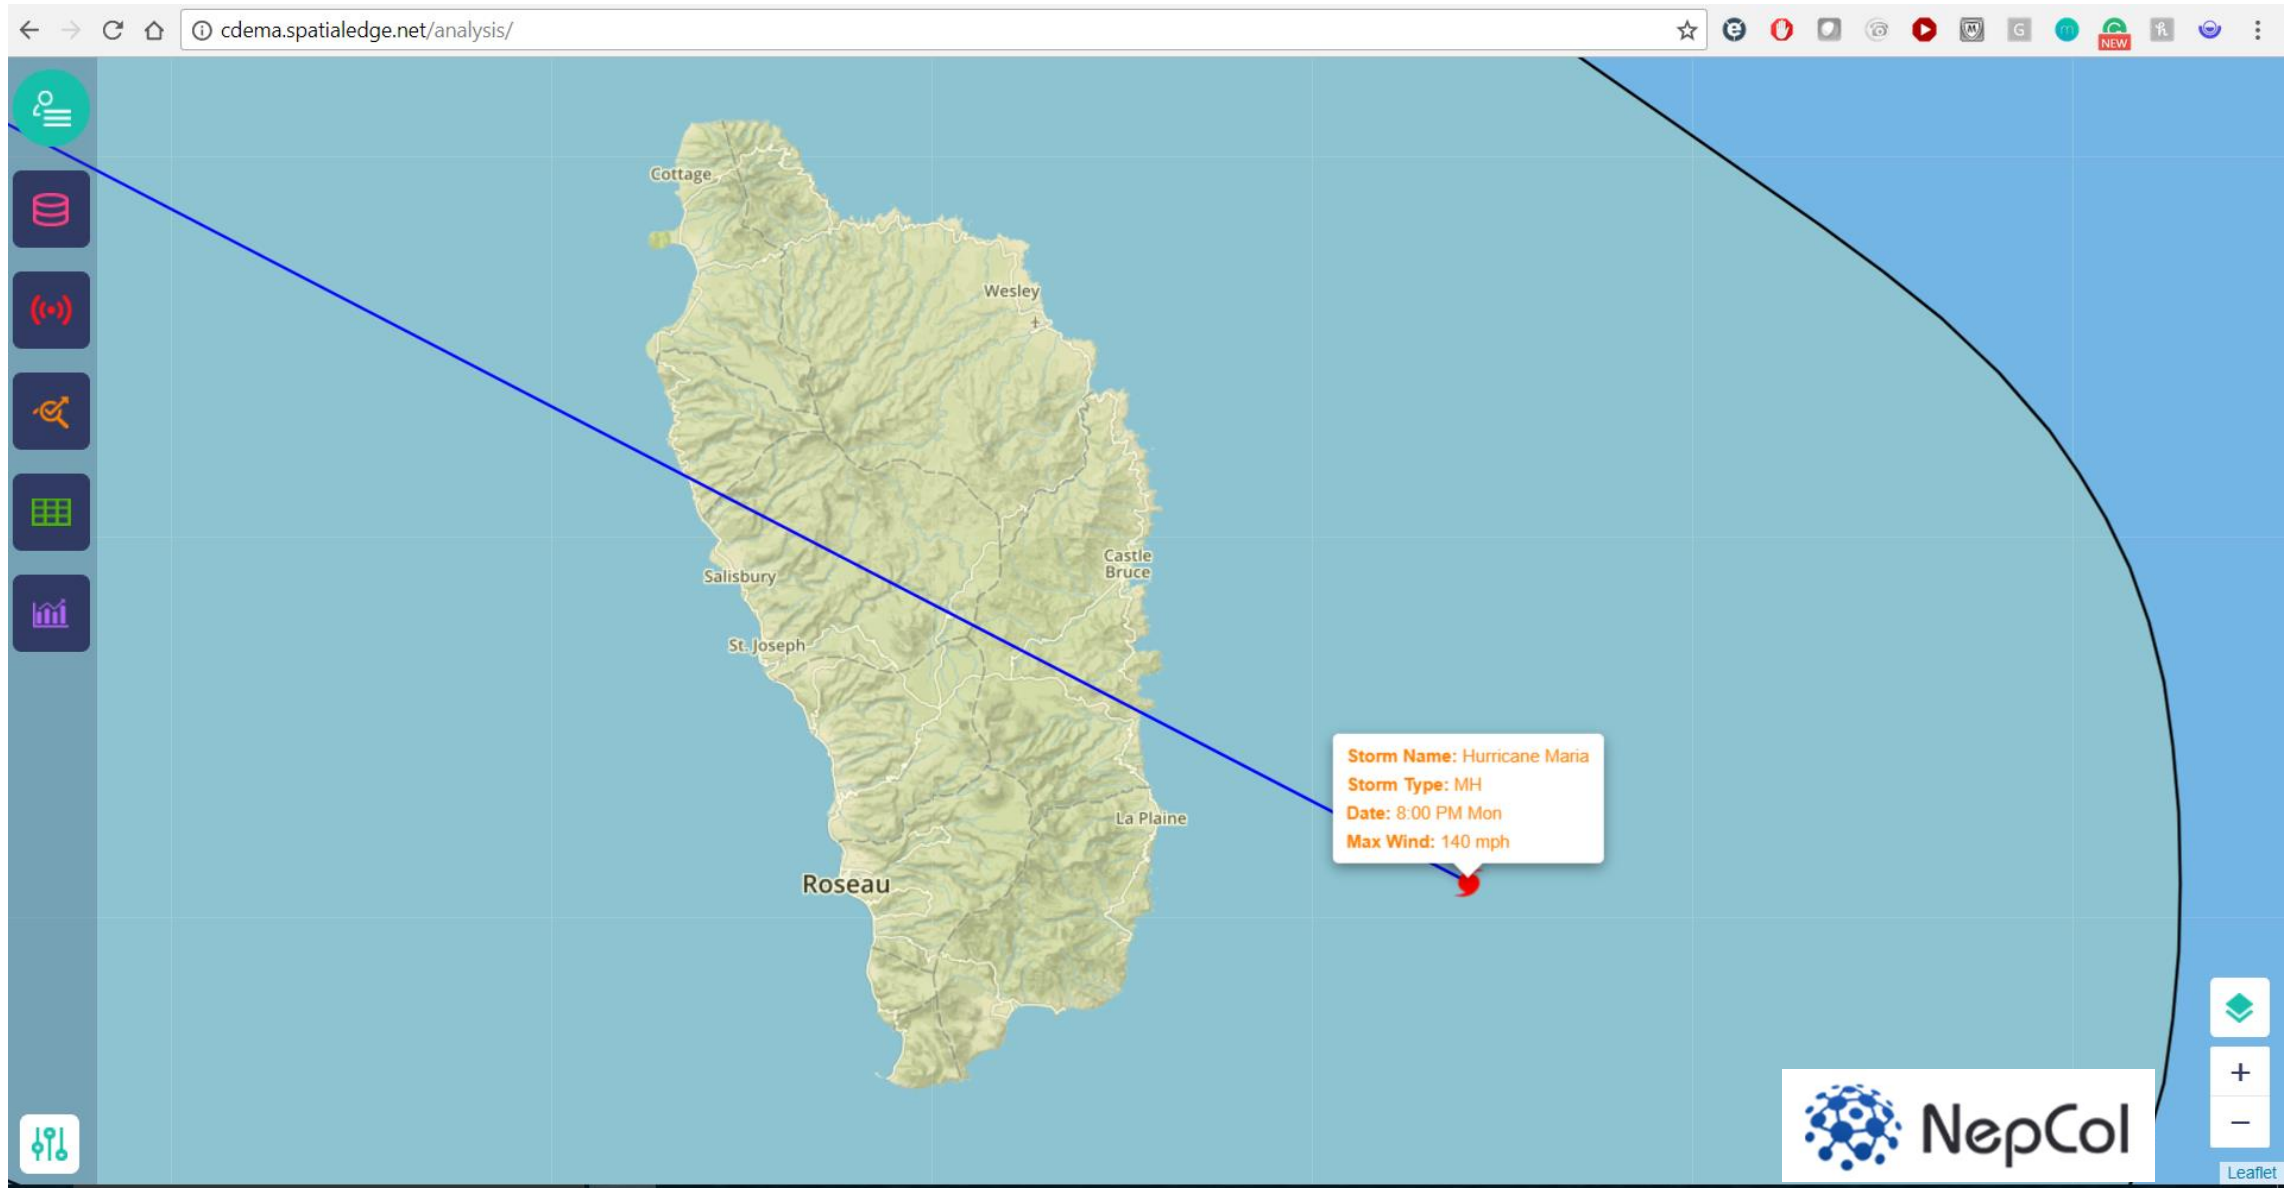 cdema.spatialedge.net/analysis/
NEW
Cottage
Wesley
Castle
Bruce
Salisbury
St. Joseph
Storm Name: Hurricane Maria
Storm Type: MH
Date: 8:00 PM Mon
Max Wind: 140 mph
La Plaine
Roseau
+
−
NepCol
Leaflet